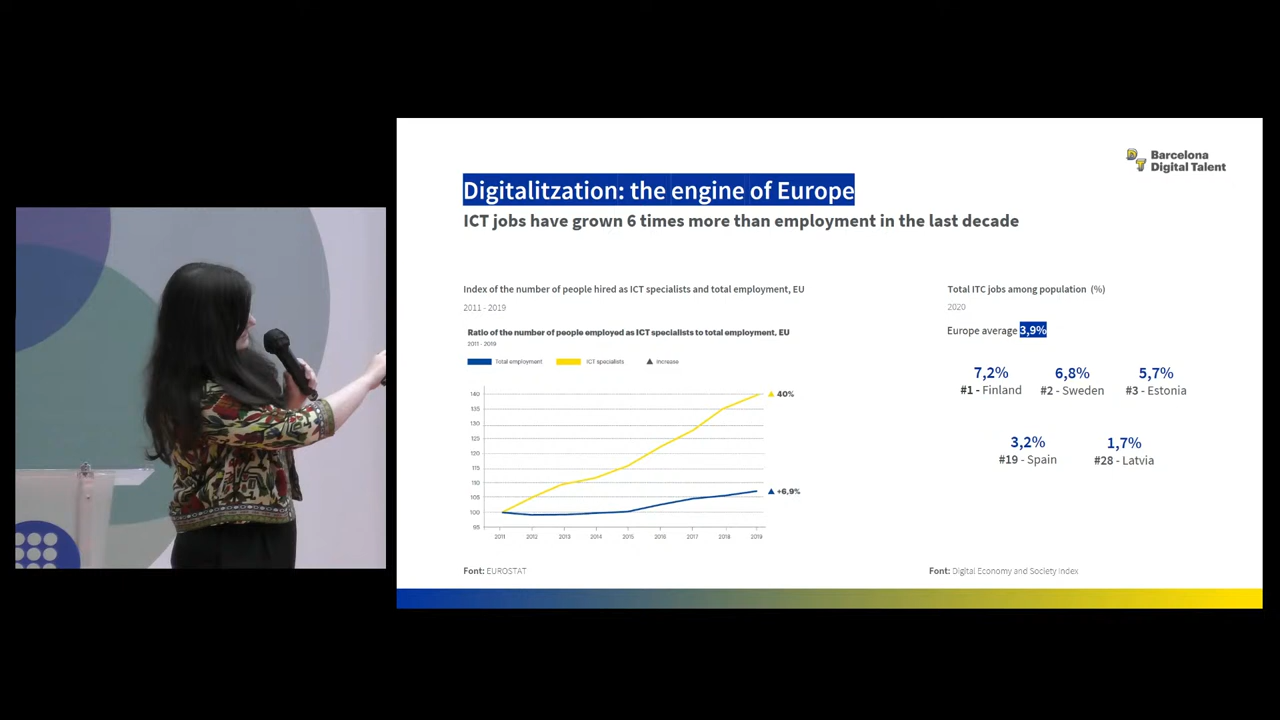 Barcelona
Digital Talent
Digitalitzation: the engine of Europe
ICT jobs have grown 6 times more than employment in the last decade
Index of the number of people hired as ICT specialists and total employment, EU
2011 - 2019
Ratio of the number of people employed as ICT specialists to total employment, EU
2011 - 2019
Total employment
ICT specialists
Increase
140
135
130
125
120
115
110
105
100
95
2011 2012 2013 2014 2015 2016 2017 2018 2019
40%
+6,9%
Font: EUROSTAT
Total ITC jobs among population (%)
2020
Europe average 3,9%
7,2%
#1 - Finland
6,8%
#2 - Sweden
5,7%
#3 - Estonia
3,2%
#19 - Spain
1,7%
#28 - Latvia
Font: Digital Economy and Society Index